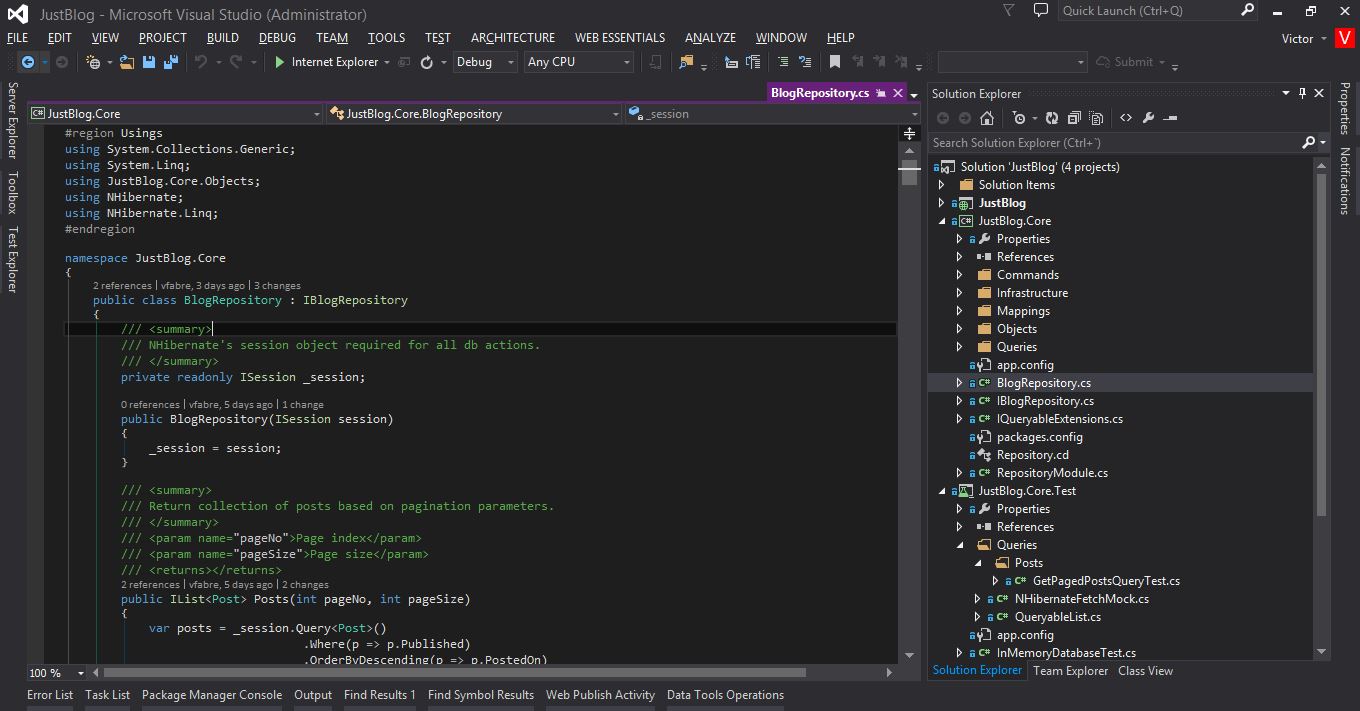 JustBlog - Microsoft Visual Studio (Administrator)
Quick Launch (Ctrl+Q)
FILE EDIT VIEW PROJECT BUILD DEBUG TEAM TOOLS TEST ARCHITECTURE WEB ESSENTIALS ANALYZE WINDOW HELP
Victor V
Internet Explorer Debug Any CPU Submit
Server Explorer
Toolbox
Test Explorer
BlogRepository.cs
JustBlog.Core JustBlog.Core.BlogRepository _session
#region Usings
using System.Collections.Generic;
using System.Linq;
using JustBlog.Core.Objects;
using NHibernate;
using NHibernate.Linq;
#endregion
namespace JustBlog.Core
{
2 references | vfabre, 3 days ago | 3 changes
public class BlogRepository : IBlogRepository
{
/// <summary>
/// NHibernate's session object required for all db actions.
/// </summary>
private readonly ISession _session;
0 references | vfabre, 5 days ago | 1 change
public BlogRepository(ISession session)
{
_session = session;
}
/// <summary>
/// Return collection of posts based on pagination parameters.
/// </summary>
/// <param name="pageNo">Page index</param>
/// <param name="pageSize">Page size</param>
/// <returns></returns>
2 references | vfabre, 5 days ago | 2 changes
public IList<Post> Posts(int pageNo, int pageSize)
{
var posts = _session.Query<Post>()
.Where(p => p.Published)
.OrderByDescending(p => p.PostedOn)
100 %
Solution Explorer
Search Solution Explorer (Ctrl+¨)
Solution 'JustBlog' (4 projects)
Solution Items
JustBlog
C# JustBlog.Core
Properties
References
Commands
Infrastructure
Mappings
Objects
Queries
app.config
C# BlogRepository.cs
C# IBlogRepository.cs
C# IQueryableExtensions.cs
packages.config
Repository.cd
C# RepositoryModule.cs
JustBlog.Core.Test
Properties
References
Queries
Posts
C# GetPagedPostsQueryTest.cs
C# NHibernateFetchMock.cs
C# QueryableList.cs
app.config
C# InMemoryDatabaseTest.cs
Solution Explorer Team Explorer Class View
Properties
Notifications
Error List Task List Package Manager Console Output Find Results 1 Find Symbol Results Web Publish Activity Data Tools Operations